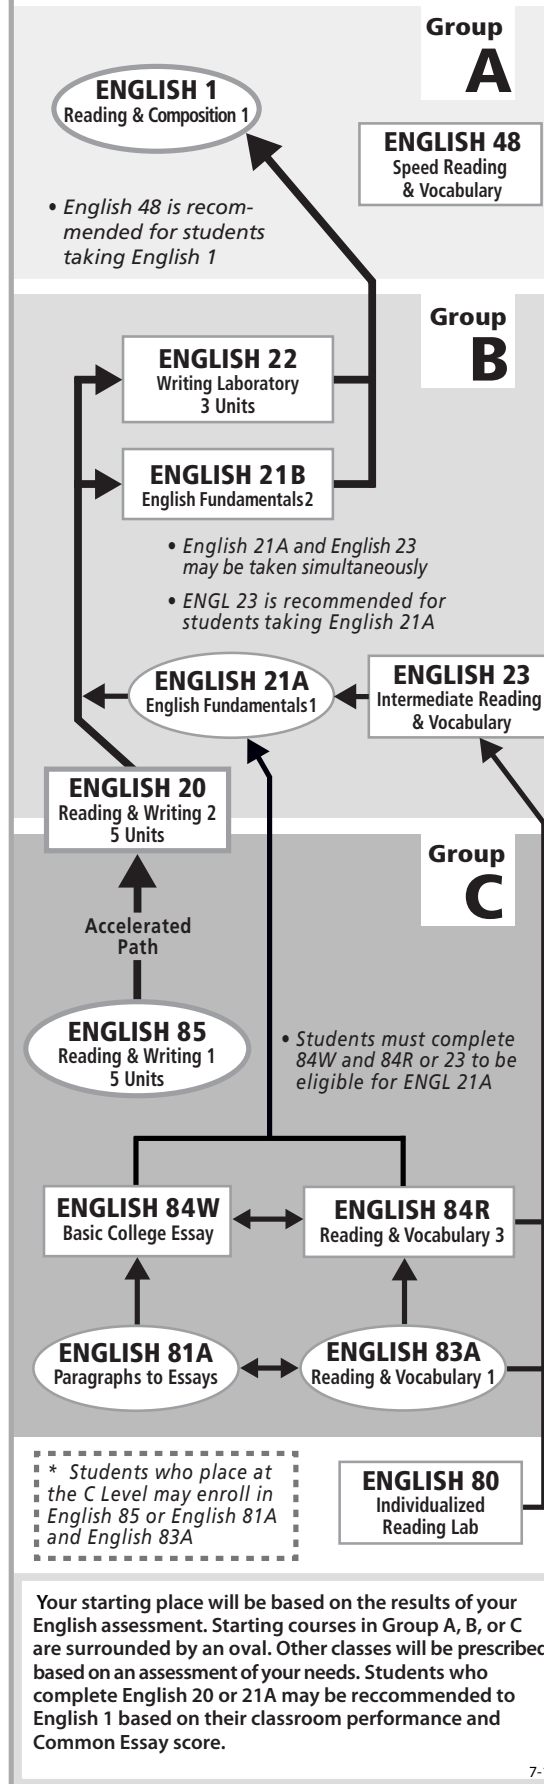 Group
A
ENGLISH 1
Reading & Composition 1
ENGLISH 48
Speed Reading
& Vocabulary
• English 48 is recom-
mended for students
taking English 1
Group
B
ENGLISH 22
Writing Laboratory
3 Units
ENGLISH 21B
English Fundamentals2
• English 21A and English 23
may be taken simultaneously
• ENGL 23 is recommended for
students taking English 21A
ENGLISH 21A
English Fundamentals1
ENGLISH 23
Intermediate Reading
& Vocabulary
ENGLISH 20
Reading & Writing 2
5 Units
Group
C
Accelerated
Path
ENGLISH 85
Reading & Writing 1
5 Units
• Students must complete
84W and 84R or 23 to be
eligible for ENGL 21A
ENGLISH 84W
Basic College Essay
ENGLISH 84R
Reading & Vocabulary 3
ENGLISH 81A
Paragraphs to Essays
ENGLISH 83A
Reading & Vocabulary 1
* Students who place at
the C Level may enroll in
English 85 or English 81A
and English 83A
ENGLISH 80
Individualized
Reading Lab
Your starting place will be based on the results of your
English assessment. Starting courses in Group A, B, or C
are surrounded by an oval. Other classes will be prescribed
based on an assessment of your needs. Students who
complete English 20 or 21A may be reccommended to
English 1 based on their classroom performance and
Common Essay score.